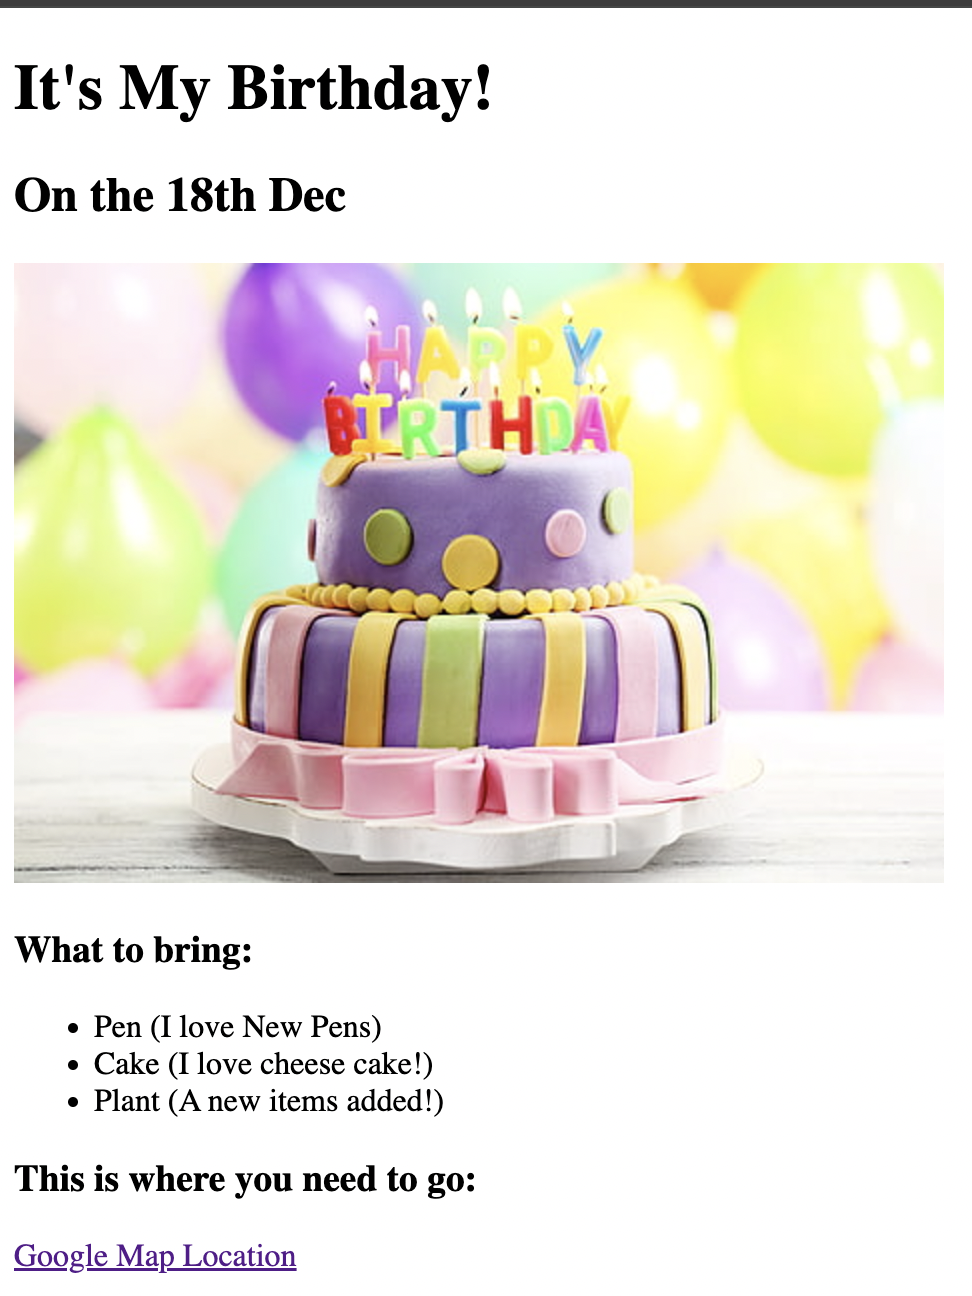 It's My Birthday!
On the 18th Dec
HAPPY
BIRTHDAY
What to bring:
Pen (I love New Pens)
Cake (I love cheese cake!)
Plant (A new items added!)
This is where you need to go:
Google Map Location